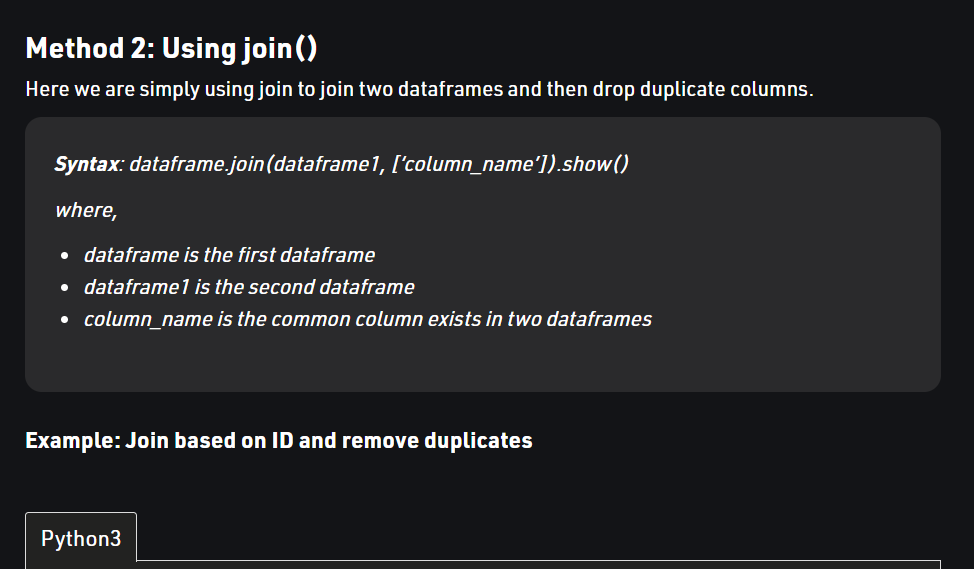 Method 2: Using join()
Here we are simply using join to join two dataframes and then drop duplicate columns.
Syntax: dataframe.join(dataframe1, [‘column_name’]).show()
where,
dataframe is the first dataframe
dataframe1 is the second dataframe
column_name is the common column exists in two dataframes
Example: Join based on ID and remove duplicates
Python3